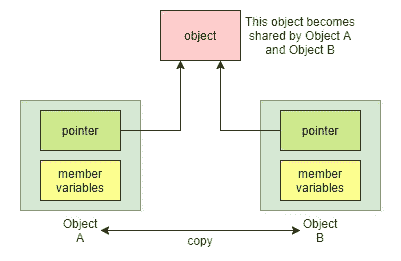 object
This object becomes
shared by Object A
and Object B
pointer
member
variables
Object
A
pointer
member
variables
Object
B
copy